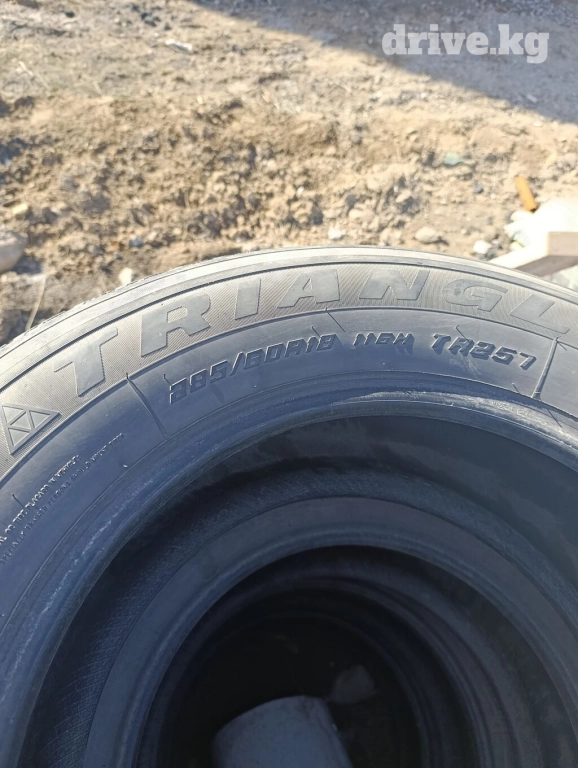 drive.kg
TRIANGL
285/60R18 116H TR257